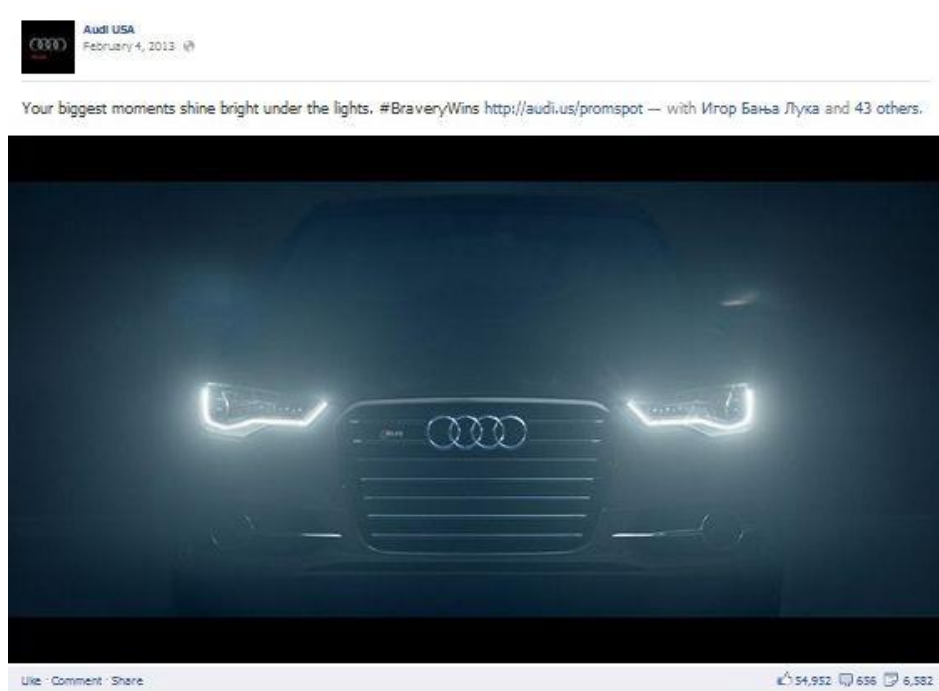 Audi USA
February 4, 2013
Your biggest moments shine bright under the lights. #BraveryWins http://audi.us/promspot — with Игор Бања Лука and 43 others.
Like · Comment · Share 54,952 656 6,582